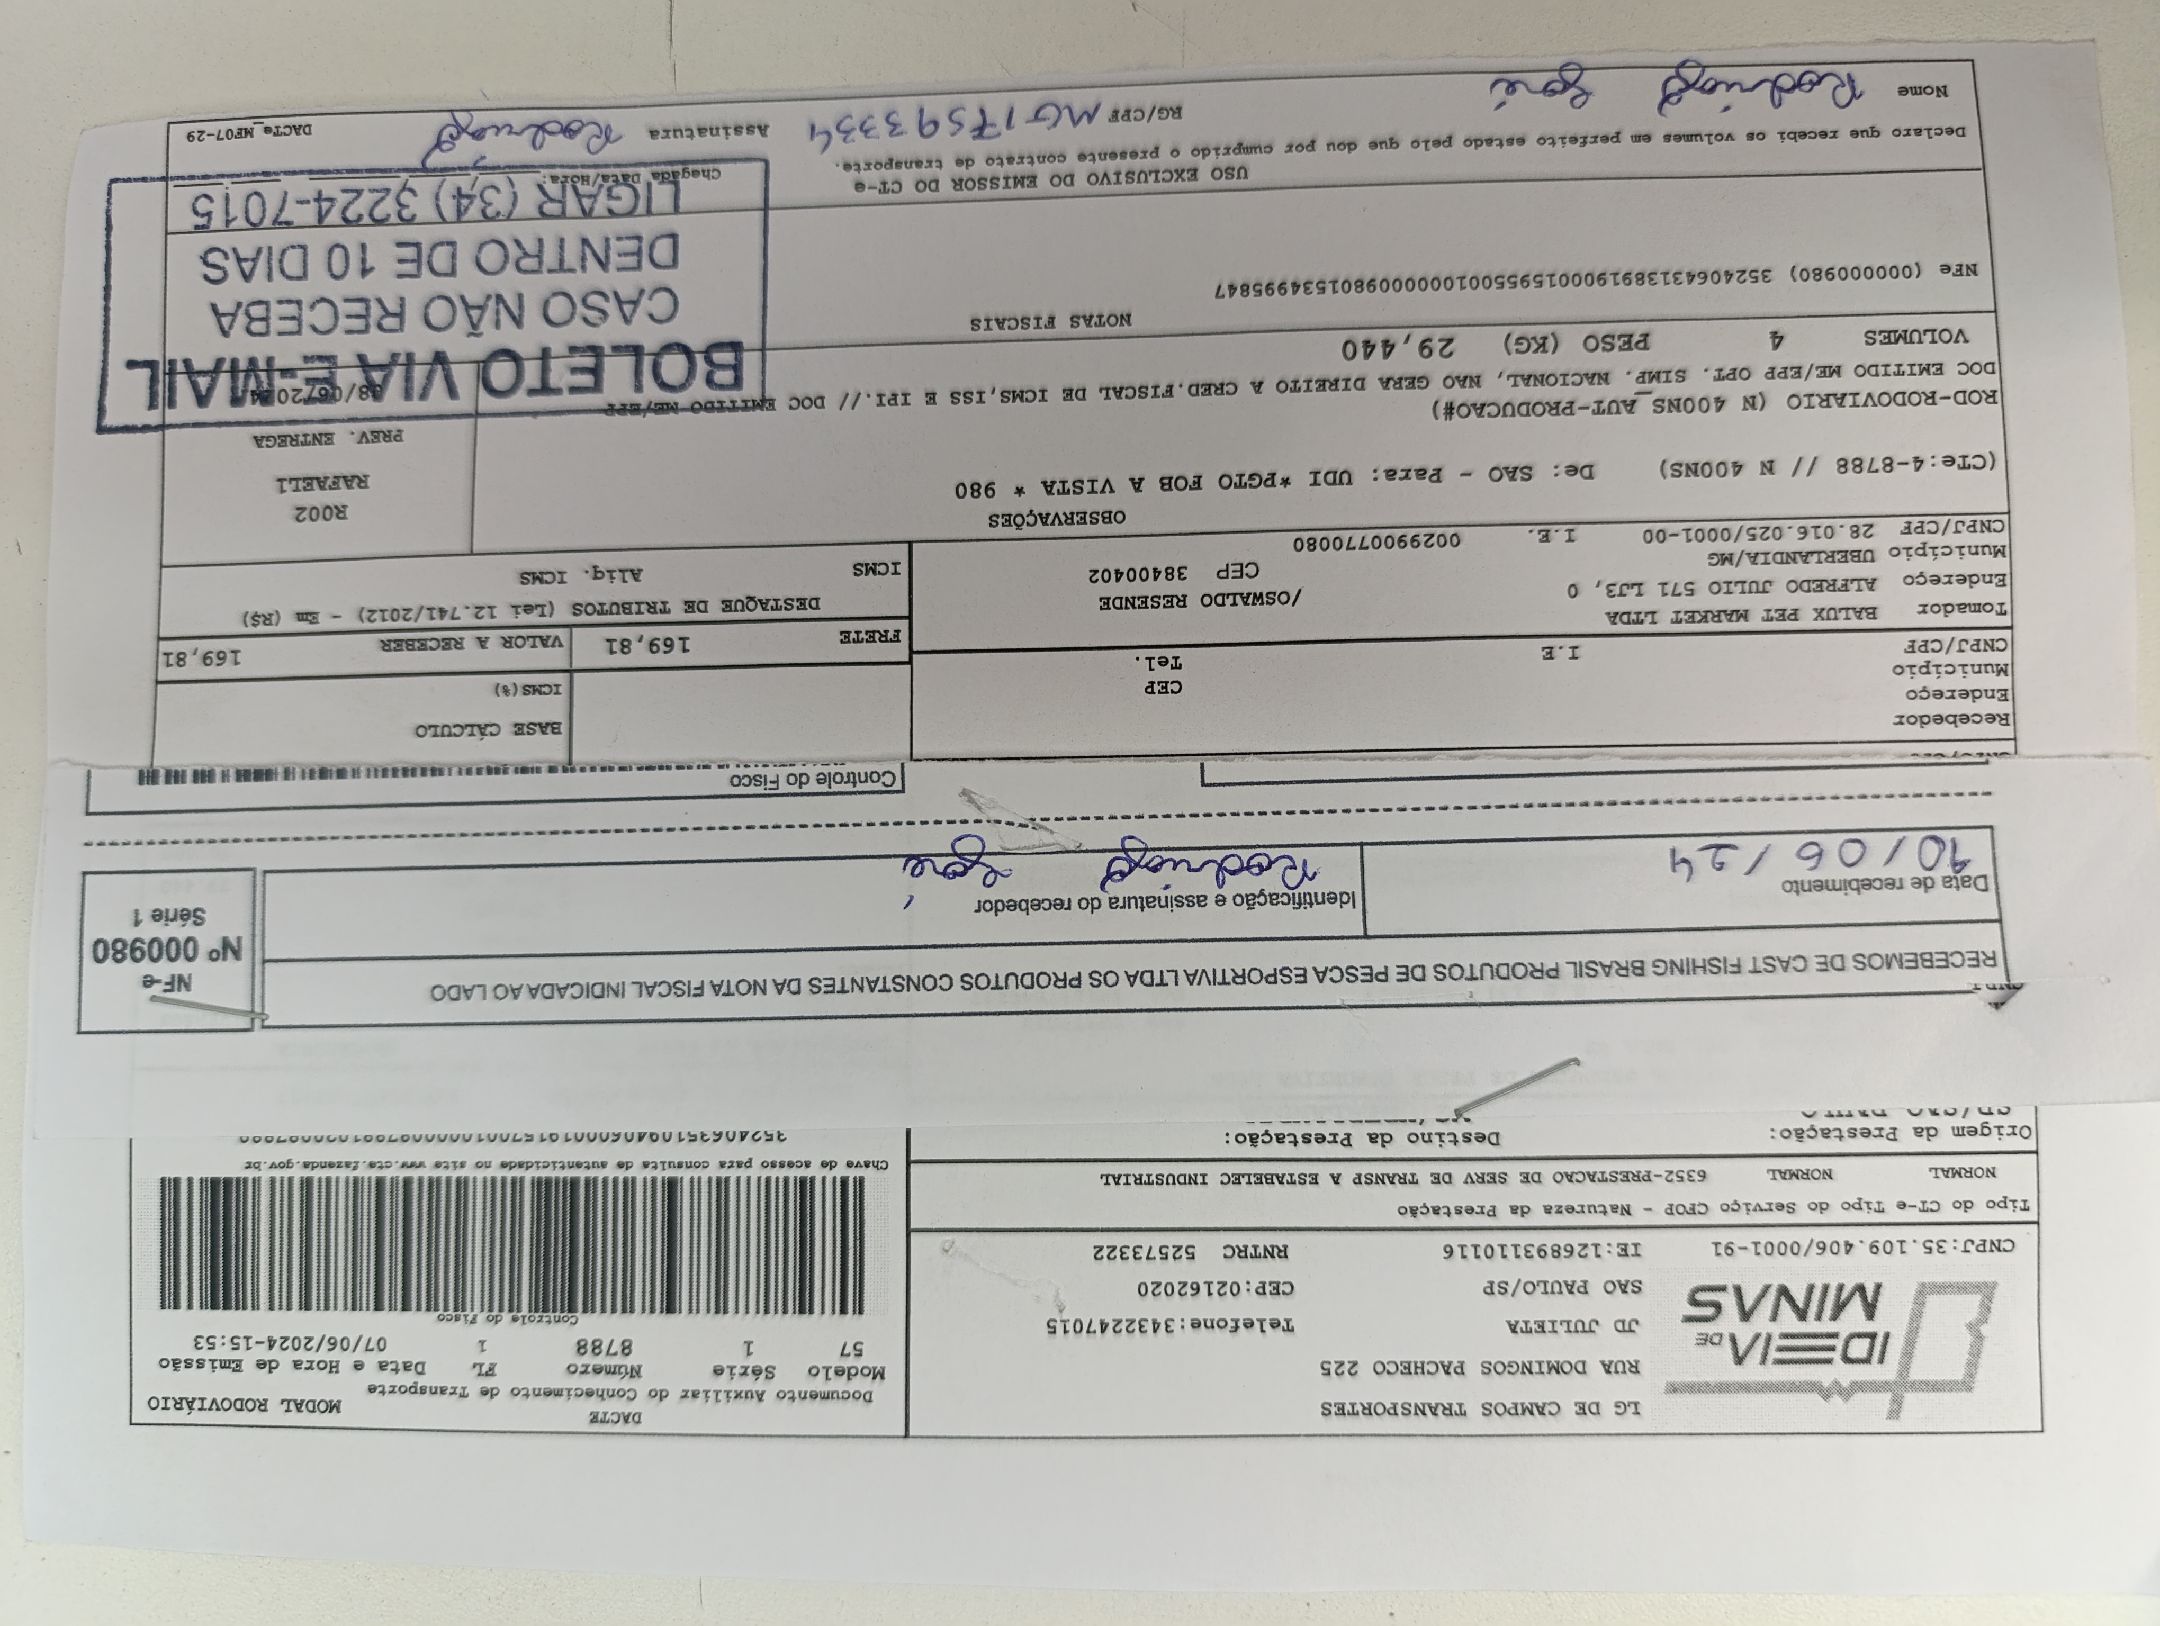 IDEIA DE MINAS
LG DE CAMPOS TRANSPORTES
RUA DOMINGOS PACHECO 225
JD JULIETA Telefone:3432247015
SAO PAULO/SP CEP:02162020
CNPJ:35.109.406/0001-91 IE:126893110116 RNTRC 52573322
DACTE
Documento Auxiliar do Conhecimento de Transporte
MODAL RODOVIÁRIO
Modelo Série Número FL Data e Hora de Emissão
57 1 8788 1 07/06/2024-15:53
Controle do Fisco
Chave de acesso para consulta de autenticidade no site www.cte.fazenda.gov.br
Tipo do CT-e Tipo do Serviço CFOP - Natureza da Prestação
NORMAL NORMAL 6352-PRESTACAO DE SERV DE TRANSP A ESTABELEC INDUSTRIAL
Origem da Prestação: Destino da Prestação:
SP/SAO PAULO
RECEBEMOS DE CAST FISHING BRASIL PRODUTOS DE PESCA ESPORTIVA LTDA OS PRODUTOS CONSTANTES DA NOTA FISCAL INDICADA AO LADO
NF-e
Nº 000980
Série 1
Data de recebimento
10/06/24
Identificação e assinatura do recebedor
Rodrigo José
Controle do Fisco
Recebedor
Endereço
Município CEP
CNPJ/CPF I.E Tel.
BASE CÁLCULO
ICMS(%)
FRETE 169,81 VALOR A RECEBER 169,81
Tomador BALUX PET MARKET LTDA
Endereço ALFREDO JULIO 571 LJ3, 0 /OSWALDO RESENDE
Município UBERLANDIA/MG CEP 38400402
CNPJ/CPF 28.016.025/0001-00 I.E. 0029900770080
DESTAQUE DE TRIBUTOS (Lei 12.741/2012) - Em (R$)
ICMS Aliq. ICMS
OBSERVAÇÕES
(CTe:4-8788 // N 400NS) De: SAO - Para: UDI *PGTO FOB A VISTA * 980
R002
RAFAEL1
PREV. ENTREGA
08/06/2024
ROD-RODOVIARIO (N 400NS_AUT-PRODUCAO#)
DOC EMITIDO ME/EPP OPT. SIMP. NACIONAL, NAO GERA DIREITO A CRED.FISCAL DE ICMS,ISS E IPI.// DOC EMITIDO ME/EPP
VOLUMES 4 PESO (KG) 29,440
NOTAS FISCAIS
NFe (000000980) 35240643138919000159550010000009801534995847
BOLETO VIA E-MAIL
CASO NÃO RECEBA
DENTRO DE 10 DIAS
LIGAR (34) 3224-7015
USO EXCLUSIVO DO EMISSOR DO CT-e
Chegada Data/Hora:
Declaro que recebi os volumes em perfeito estado pelo que dou por cumprido o presente contrato de transporte.
Nome Rodrigo José RG/CPF MG17593334 Assinatura Rodrigo
DACTe_MF07-29